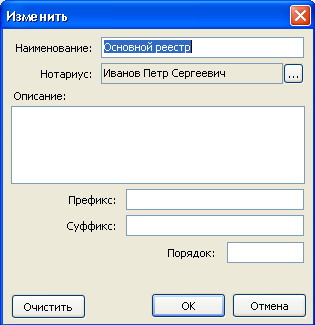 Изменить
Наименование: Основной реестр
Нотариус: Иванов Петр Сергеевич ...
Описание:
Префикс:
Суффикс:
Порядок:
Очистить OK Отмена